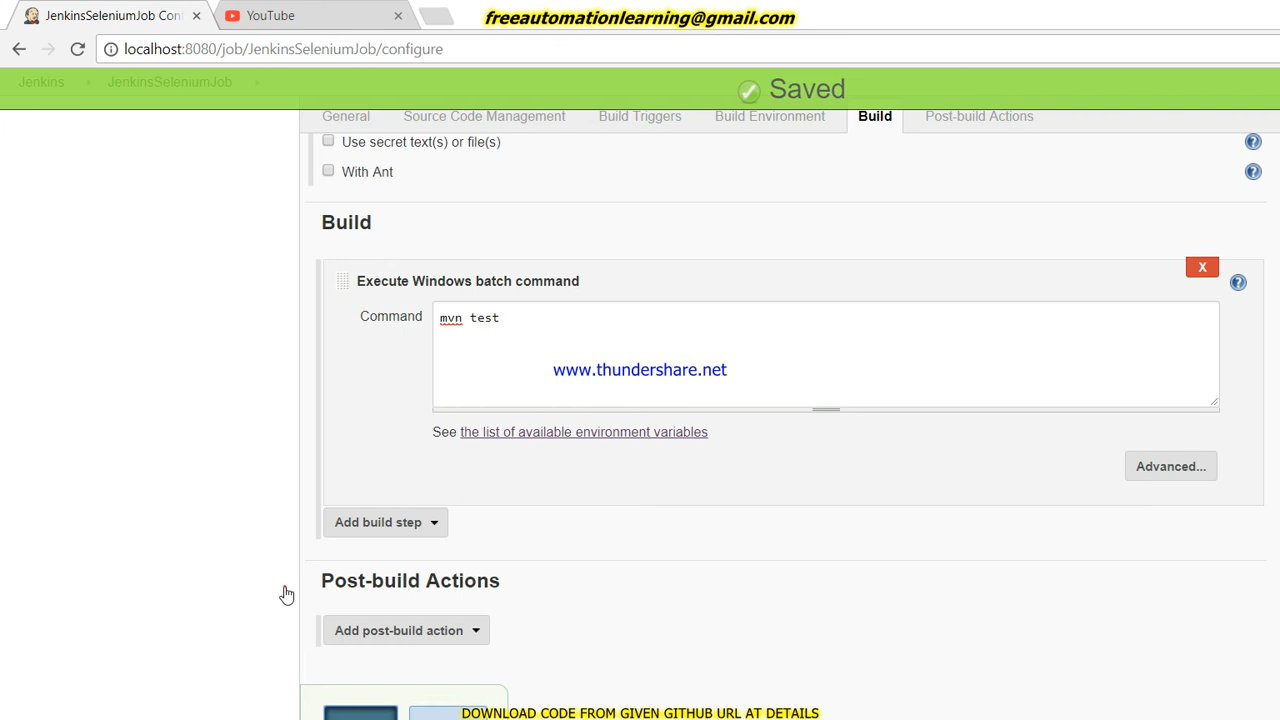 JenkinsSeleniumJob Con
YouTube
freeautomationlearning@gmail.com
localhost:8080/job/JenkinsSeleniumJob/configure
Jenkins
JenkinsSeleniumJob
Saved
General
Source Code Management
Build Triggers
Build Environment
Build
Post-build Actions
Use secret text(s) or file(s)
With Ant
Build
X
Execute Windows batch command
Command
mvn test
www.thundershare.net
See the list of available environment variables
Advanced...
Add build step
Post-build Actions
Add post-build action
DOWNLOAD CODE FROM GIVEN GITHUB URL AT DETAILS